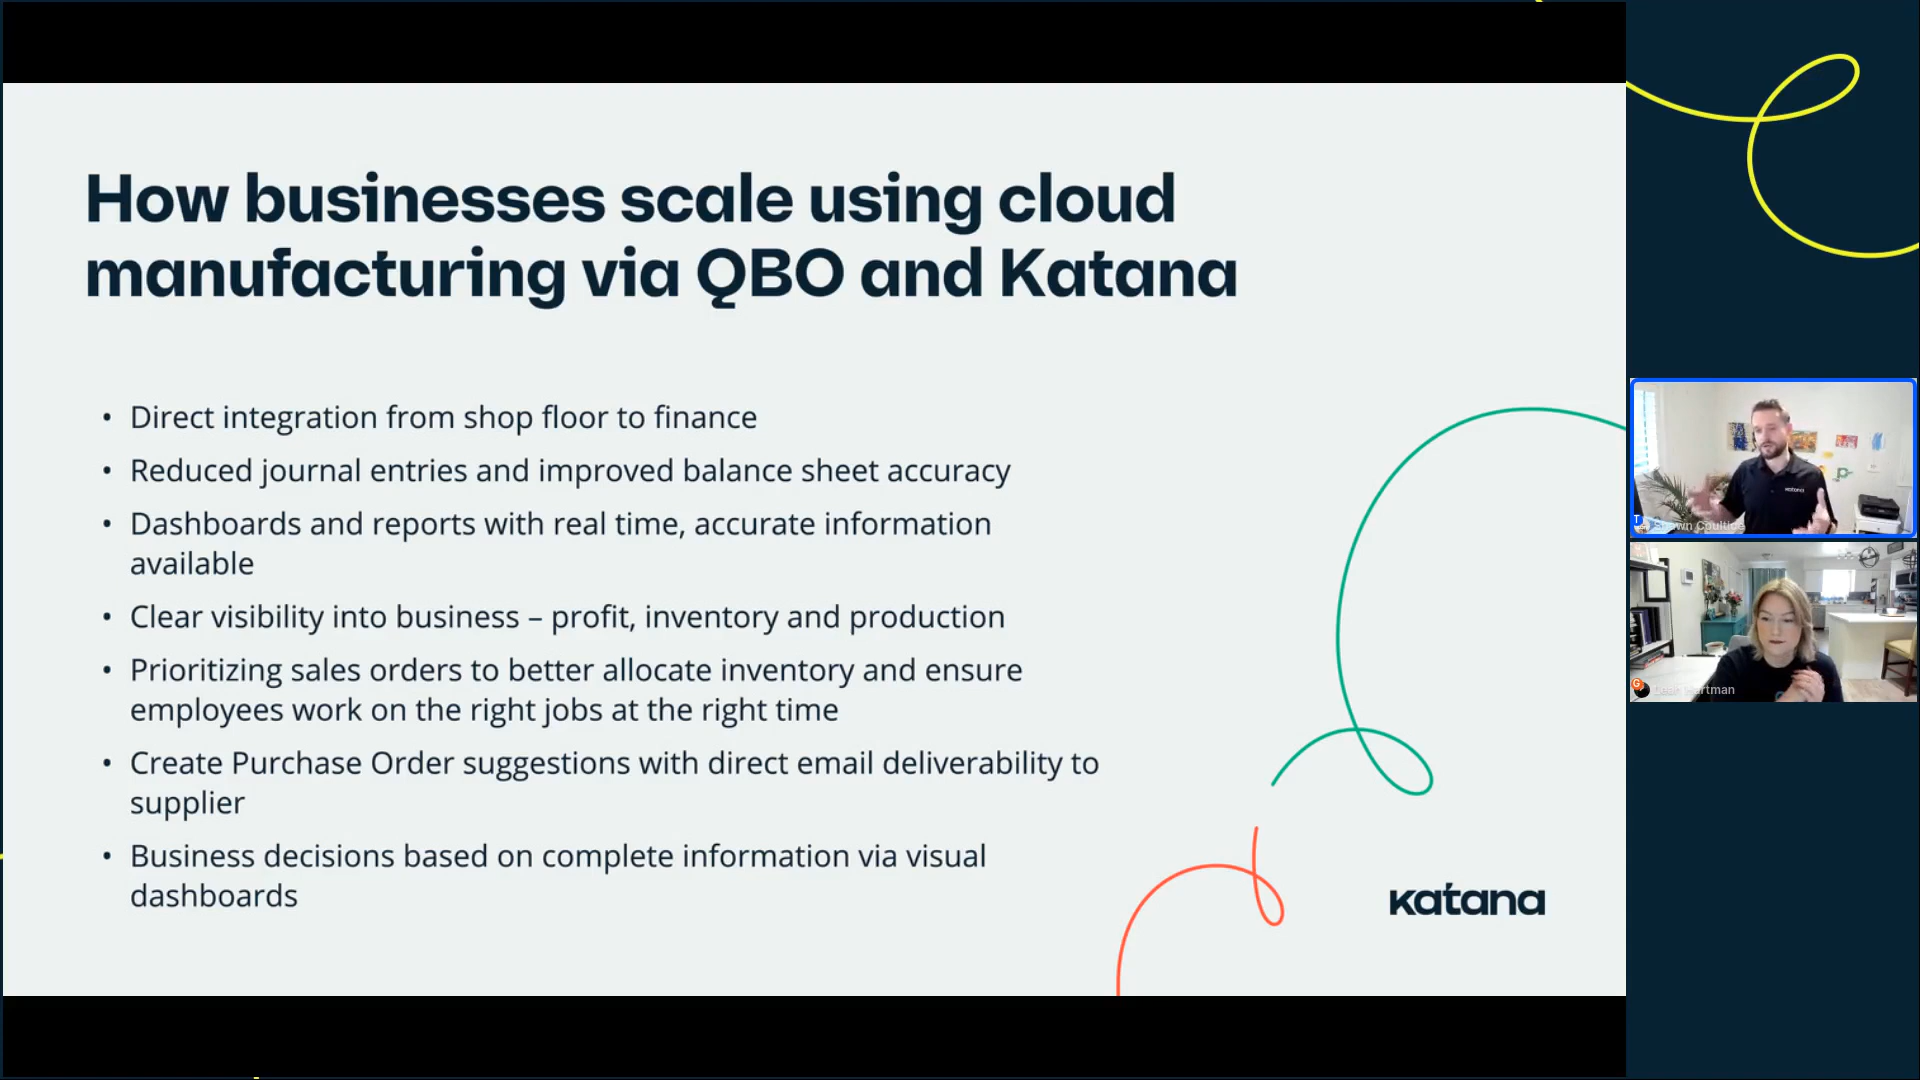 How businesses scale using cloud
manufacturing via QBO and Katana
• Direct integration from shop floor to finance
• Reduced journal entries and improved balance sheet accuracy
• Dashboards and reports with real time, accurate information
available
• Clear visibility into business – profit, inventory and production
• Prioritizing sales orders to better allocate inventory and ensure
employees work on the right jobs at the right time
• Create Purchase Order suggestions with direct email deliverability to
supplier
• Business decisions based on complete information via visual
dashboards
katana
katana
Hartman